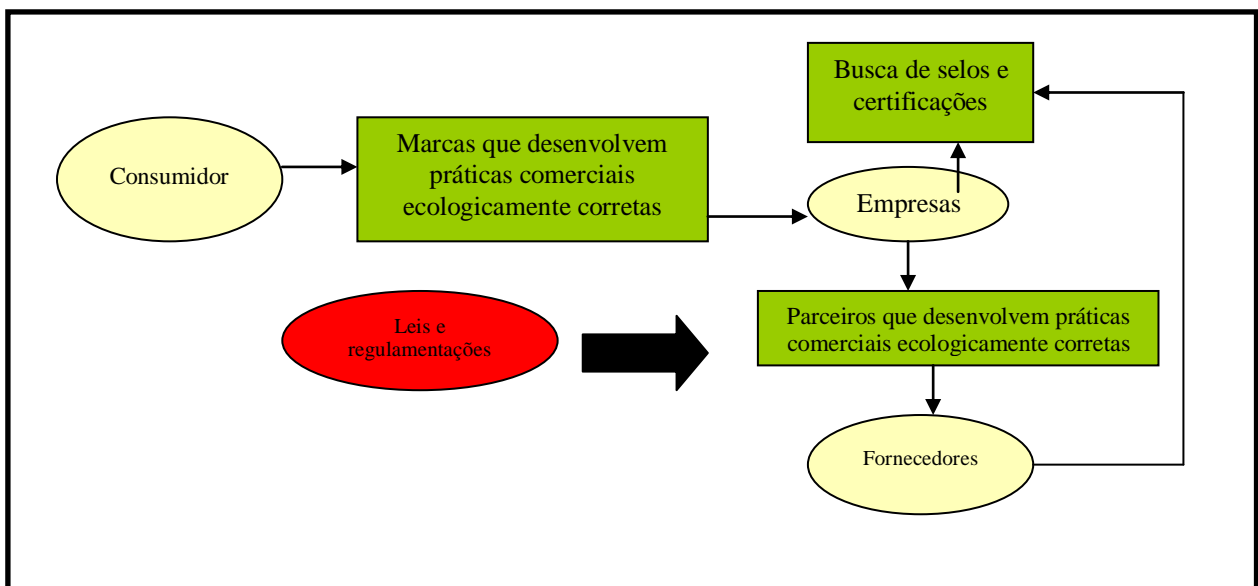 Busca de selos e
certificações
Marcas que desenvolvem
práticas comerciais
ecologicamente corretas
Consumidor
Empresas
Leis e
regulamentações
Parceiros que desenvolvem práticas
comerciais ecologicamente corretas
Fornecedores